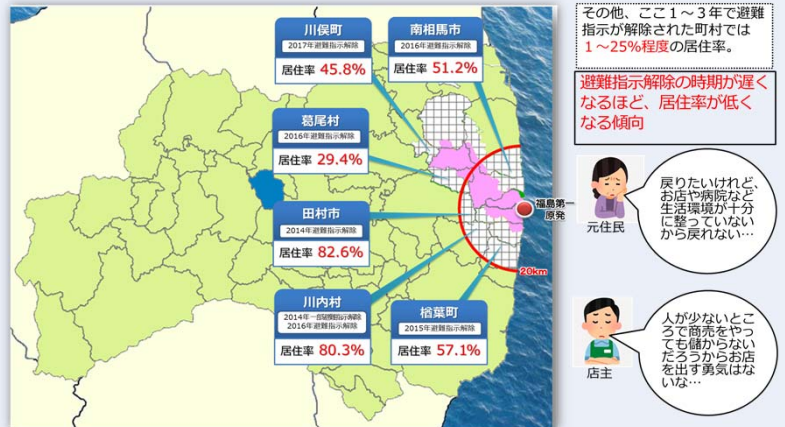 川俣町
2017年避難指示解除
居住率 45.8%
南相馬市
2016年避難指示解除
居住率 51.2%
葛尾村
2016年避難指示解除
居住率 29.4%
田村市
2014年避難指示解除
居住率 82.6%
川内村
2014年一部避難指示解除
2016年避難指示解除
居住率 80.3%
楢葉町
2015年避難指示解除
居住率 57.1%
福島第一
原発
20km
その他、ここ１～３年で避難
指示が解除された町村では
１～25%程度の居住率。
避難指示解除の時期が遅く
なるほど、居住率が低く
なる傾向
戻りたいけれど、
お店や病院など
生活環境が十分
に整っていない
から戻れない…
元住民
人が少ないとこ
ろで商売をやっ
ても儲からない
だろうからお店
を出す勇気はな
いな…
店主